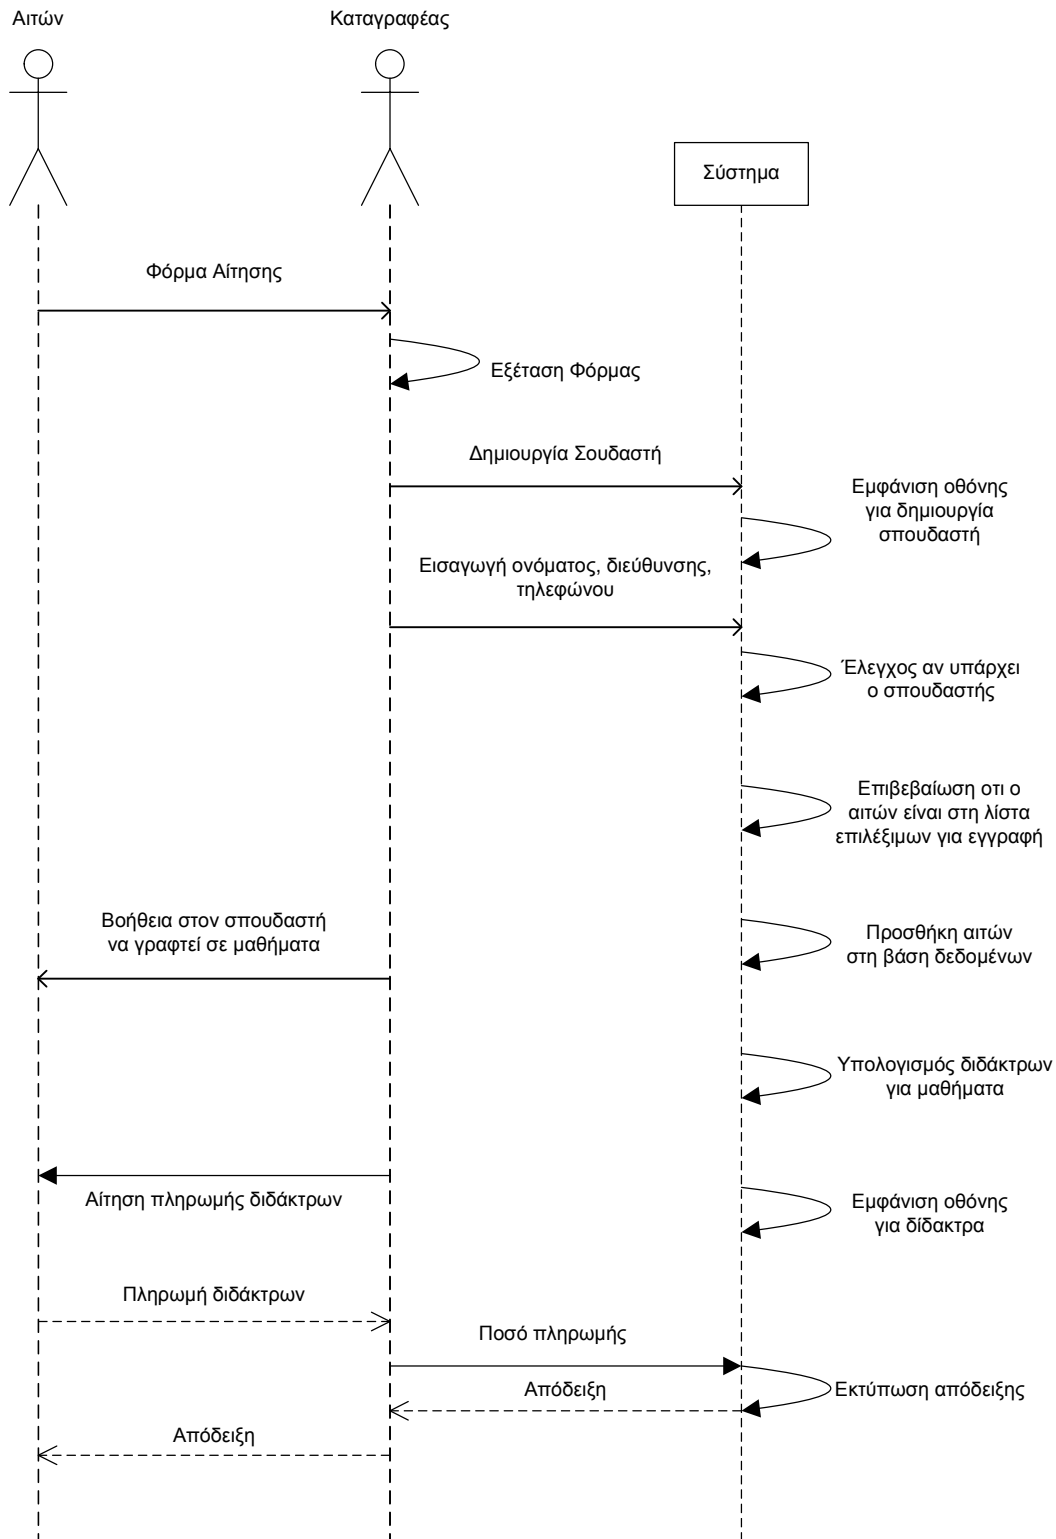 Αιτών
Καταγραφέας
Σύστημα
Φόρμα Αίτησης
Εξέταση Φόρμας
Δημιουργία Σουδαστή
Εμφάνιση οθόνης
για δημιουργία
σπουδαστή
Εισαγωγή ονόματος, διεύθυνσης,
τηλεφώνου
Έλεγχος αν υπάρχει
ο σπουδαστής
Επιβεβαίωση οτι ο
αιτών είναι στη λίστα
επιλέξιμων για εγγραφή
Βοήθεια στον σπουδαστή
να γραφτεί σε μαθήματα
Προσθήκη αιτών
στη βάση δεδομένων
Υπολογισμός διδάκτρων
για μαθήματα
Αίτηση πληρωμής διδάκτρων
Εμφάνιση οθόνης
για δίδακτρα
Πληρωμή διδάκτρων
Ποσό πληρωμής
Απόδειξη
Εκτύπωση απόδειξης
Απόδειξη